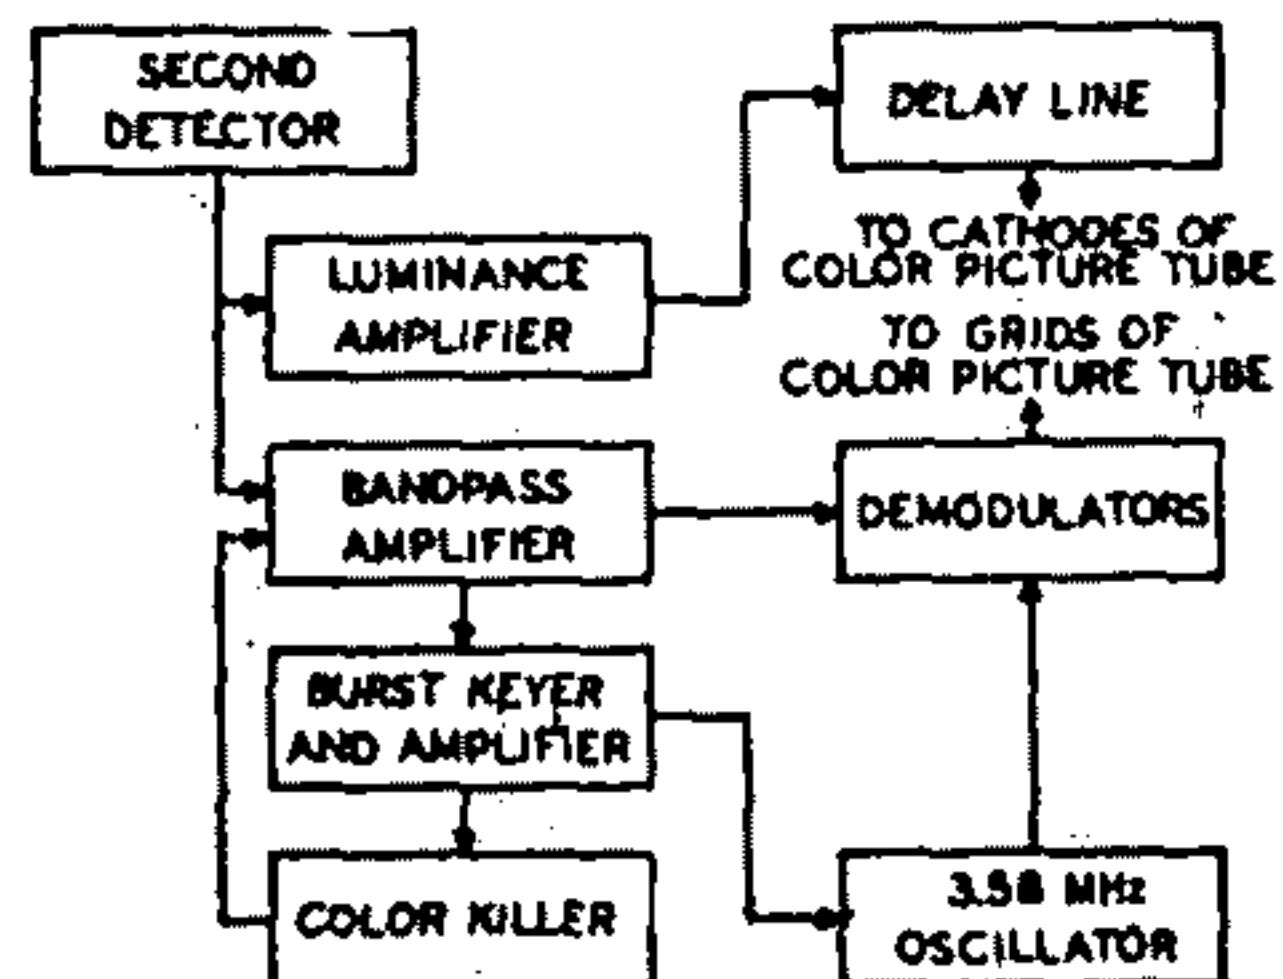 SECOND
DETECTOR
DELAY LINE
LUMINANCE
AMPLIFIER
TO CATHODES OF
COLOR PICTURE TUBE
TO GRIDS OF
COLOR PICTURE TUBE
BANDPASS
AMPLIFIER
DEMODULATORS
BURST KEYER
AND AMPLIFIER
COLOR KILLER
3.58 MHz
OSCILLATOR